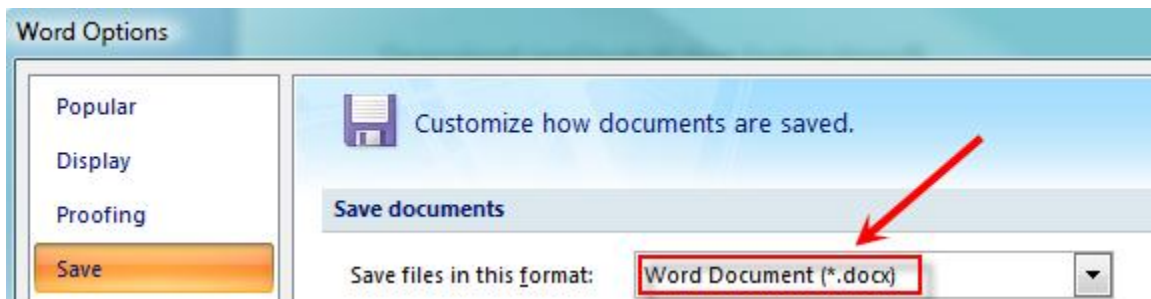 Word Options
Popular
Display
Proofing
Save
Customize how documents are saved.
Save documents
Save files in this format: Word Document (*.docx)